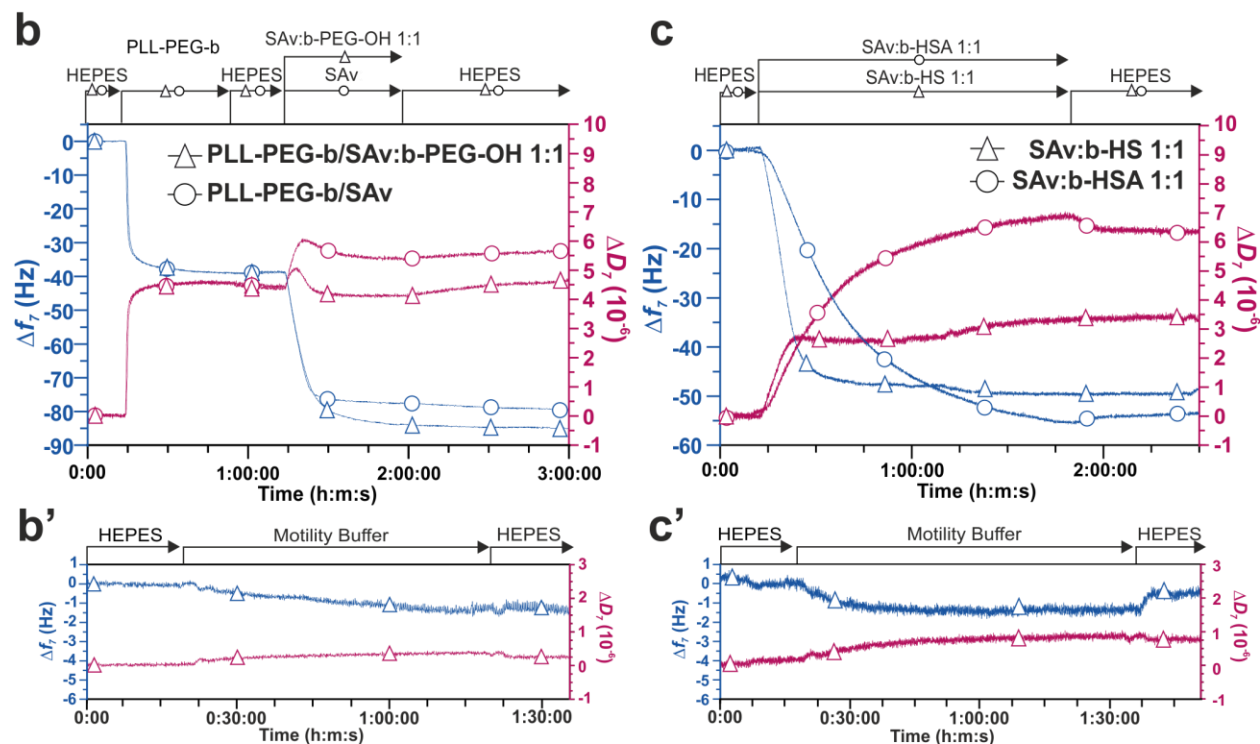 b
PLL-PEG-b
SAv:b-PEG-OH 1:1
HEPES
HEPES
SAv
HEPES
PLL-PEG-b/SAv:b-PEG-OH 1:1
PLL-PEG-b/SAv
Δf7 (Hz)
0
-10
-20
-30
-40
-50
-60
-70
-80
-90
ΔD7 (10-6)
10
9
8
7
6
5
4
3
2
1
0
-1
0:00
1:00:00
2:00:00
3:00:00
Time (h:m:s)
c
SAv:b-HSA 1:1
HEPES
SAv:b-HS 1:1
HEPES
SAv:b-HS 1:1
SAv:b-HSA 1:1
Δf7 (Hz)
0
-10
-20
-30
-40
-50
-60
ΔD7 (10-6)
10
9
8
7
6
5
4
3
2
1
0
-1
0:00
1:00:00
2:00:00
Time (h:m:s)
b'
HEPES
Motility Buffer
HEPES
Δf7 (Hz)
1
0
-1
-2
-3
-4
-5
-6
ΔD7 (10-6)
3
2
1
0
-1
0:00
0:30:00
1:00:00
1:30:00
Time (h:m:s)
c'
HEPES
Motility Buffer
HEPES
Δf7 (Hz)
1
0
-1
-2
-3
-4
-5
-6
ΔD7 (10-6)
3
2
1
0
-1
0:00
0:30:00
1:00:00
1:30:00
Time (h:m:s)